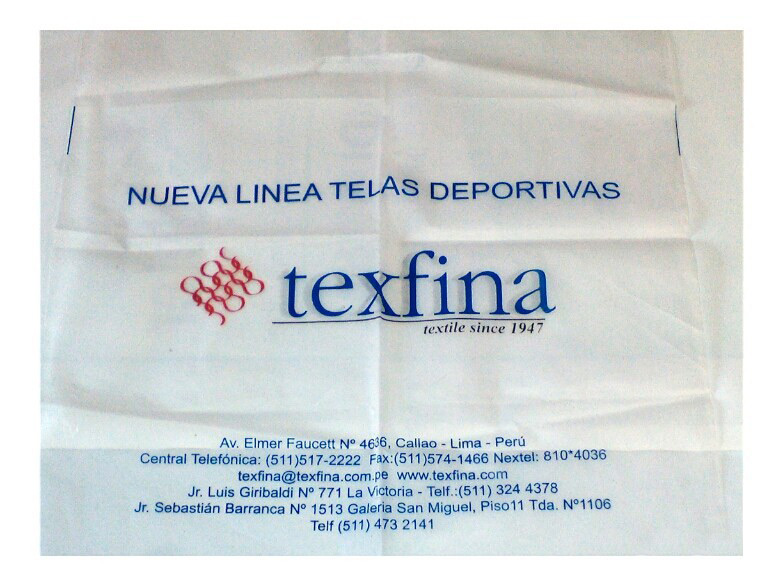 NUEVA LINEA TELAS DEPORTIVAS
texfina
textile since 1947
Av. Elmer Faucett Nº 4636, Callao - Lima - Perú
Central Telefónica: (511)517-2222 Fax:(511)574-1466 Nextel: 810*4036
texfina@texfina.com.pe www.texfina.com
Jr. Luis Giribaldi Nº 771 La Victoria - Telf.:(511) 324 4378
Jr. Sebastián Barranca Nº 1513 Galeria San Miguel, Piso11 Tda. Nº1106
Telf (511) 473 2141